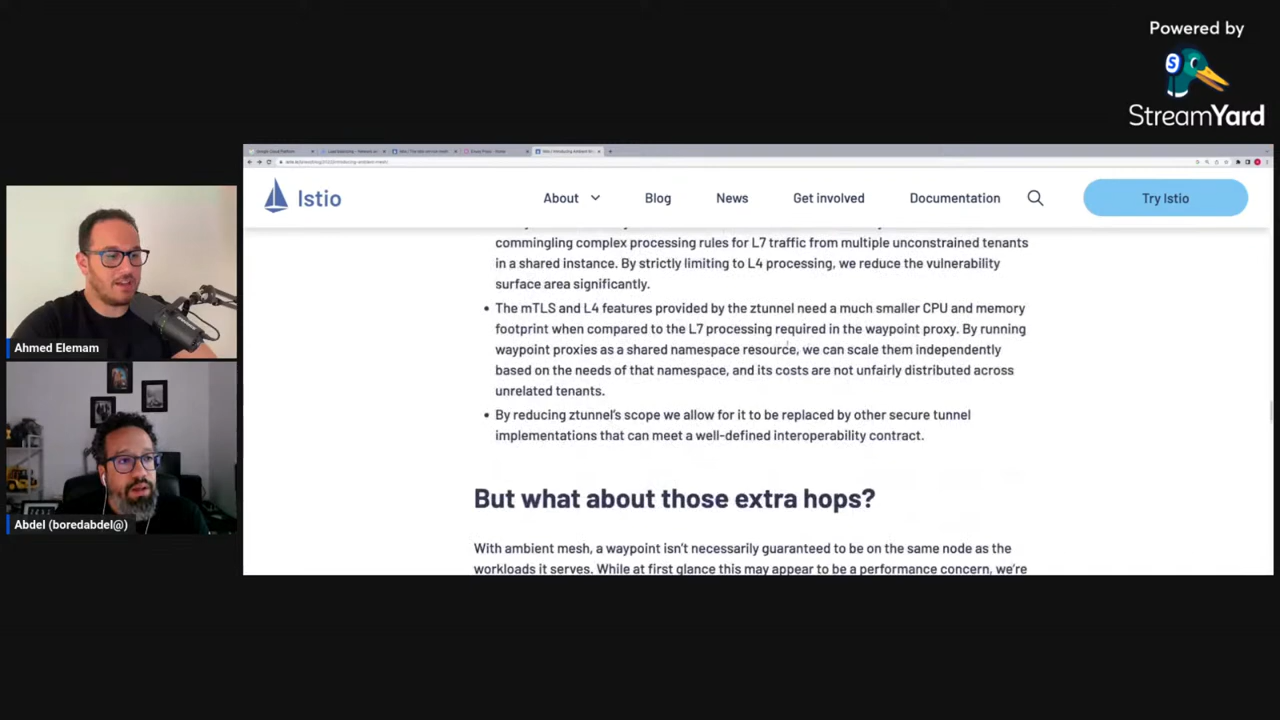 Powered by
S
StreamYard
Istio
About
Blog
News
Get involved
Documentation
Try Istio
commingling complex processing rules for L7 traffic from multiple unconstrained tenants
in a shared instance. By strictly limiting to L4 processing, we reduce the vulnerability
surface area significantly.
• The mTLS and L4 features provided by the ztunnel need a much smaller CPU and memory
footprint when compared to the L7 processing required in the waypoint proxy. By running
waypoint proxies as a shared namespace resource, we can scale them independently
based on the needs of that namespace, and its costs are not unfairly distributed across
unrelated tenants.
• By reducing ztunnel's scope we allow for it to be replaced by other secure tunnel
implementations that can meet a well-defined interoperability contract.
But what about those extra hops?
With ambient mesh, a waypoint isn't necessarily guaranteed to be on the same node as the
workloads it serves. While at first glance this may appear to be a performance concern, we're
Ahmed Elemam
Abdel (boredabdel@)